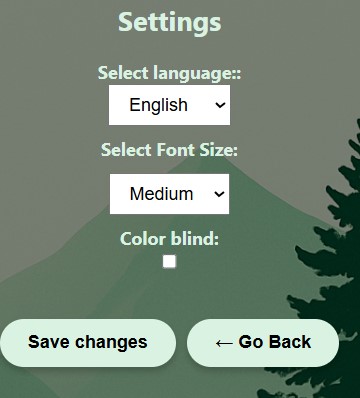 Settings
Select language::
English
Select Font Size:
Medium
Color blind:
Save changes
← Go Back